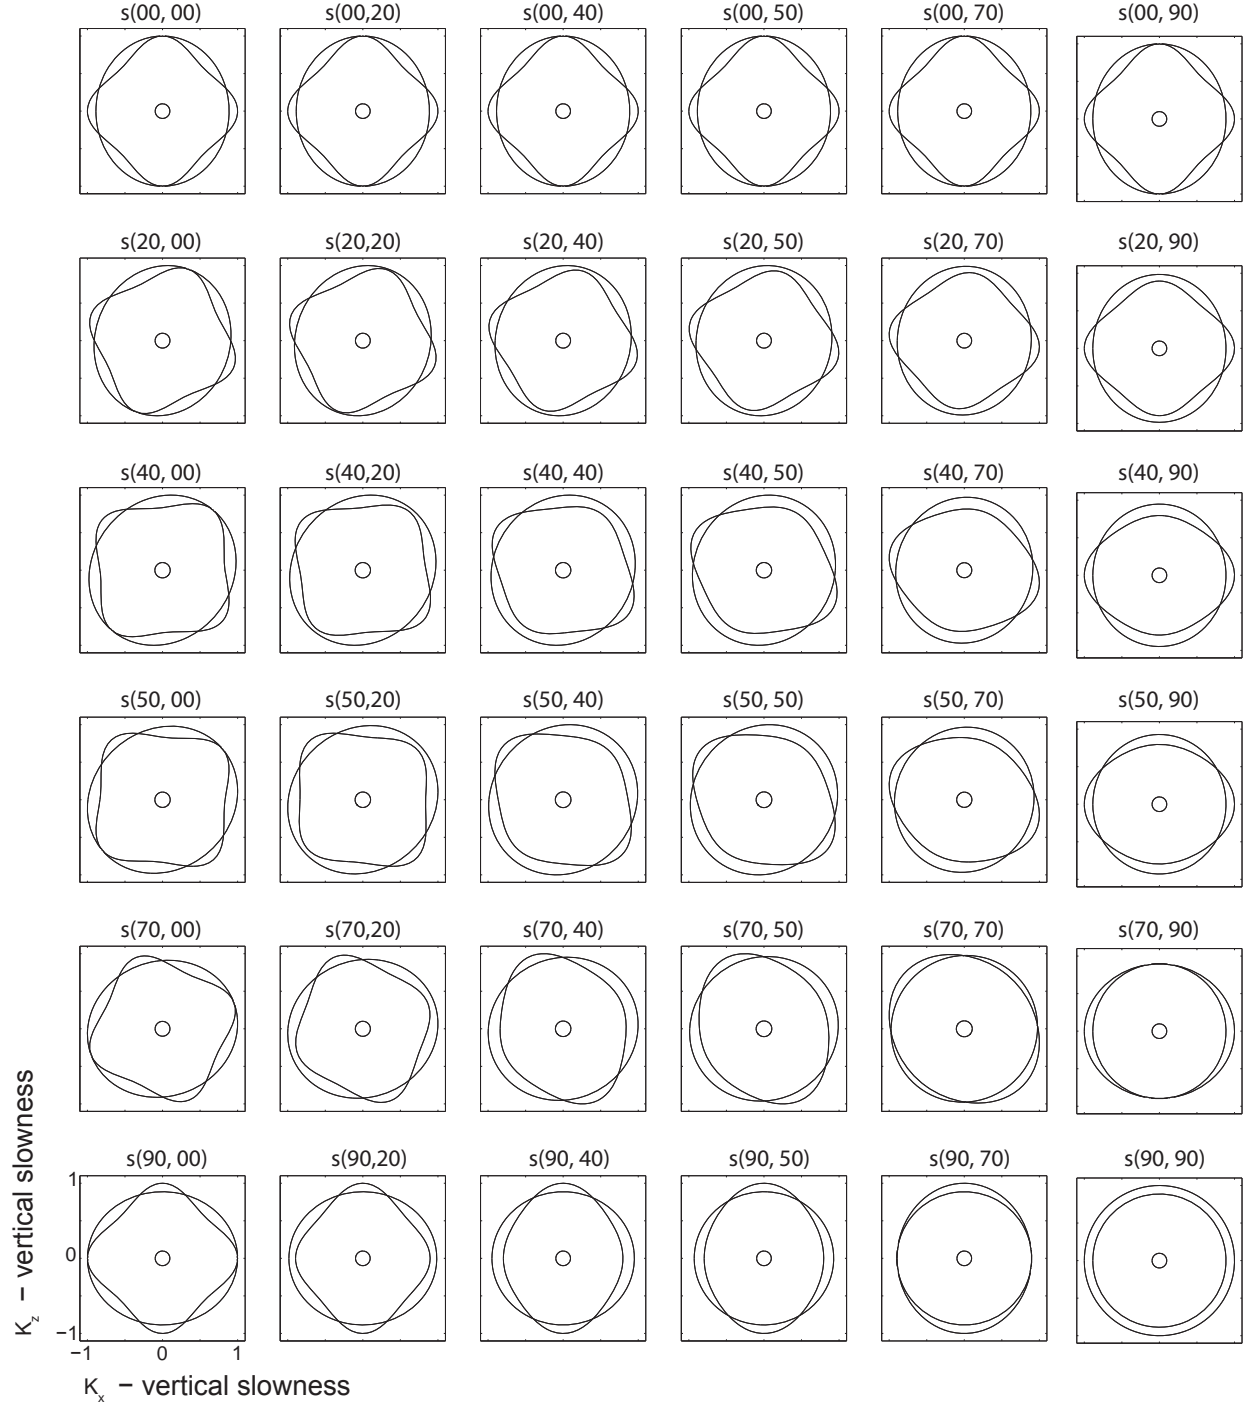 s(00, 00) s(00,20) s(00, 40) s(00, 50) s(00, 70) s(00, 90)
s(20, 00) s(20,20) s(20, 40) s(20, 50) s(20, 70) s(20, 90)
s(40, 00) s(40,20) s(40, 40) s(40, 50) s(40, 70) s(40, 90)
s(50, 00) s(50,20) s(50, 40) s(50, 50) s(50, 70) s(50, 90)
s(70, 00) s(70,20) s(70, 40) s(70, 50) s(70, 70) s(70, 90)
s(90, 00) s(90,20) s(90, 40) s(90, 50) s(90, 70) s(90, 90)
1
0
−1
−1 0 1
Kz − vertical slowness
Kx − vertical slowness